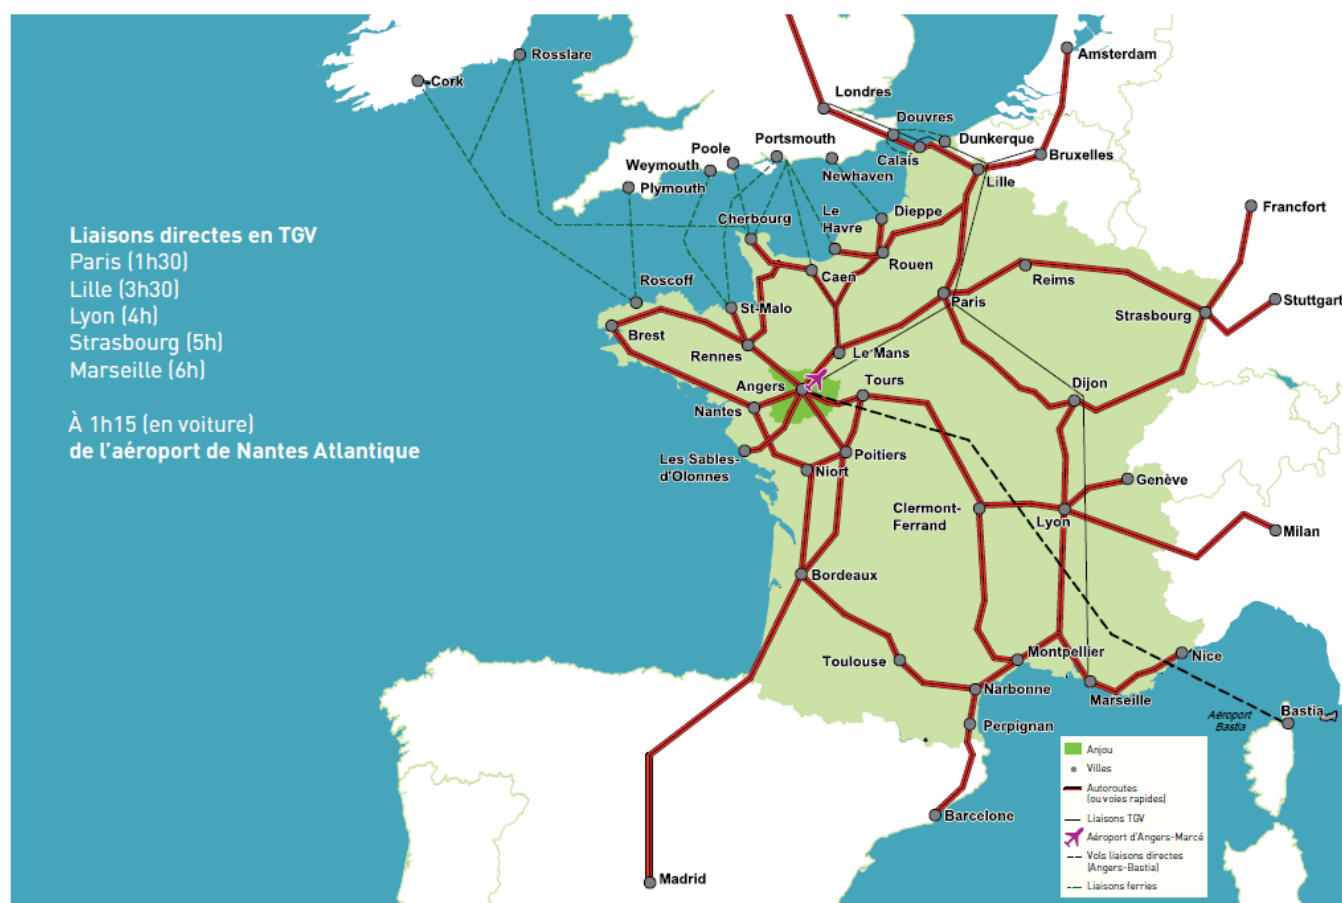 Rosslare
Cork
Amsterdam
Londres
Douvres
Dunkerque
Portsmouth
Poole
Calais
Bruxelles
Weymouth
Newhaven
Lille
Plymouth
Francfort
Le
Havre
Dieppe
Cherbourg
Liaisons directes en TGV
Paris (1h30)
Lille (3h30)
Lyon (4h)
Strasbourg (5h)
Marseille (6h)
À 1h15 (en voiture)
de l'aéroport de Nantes Atlantique
Rouen
Caen
Reims
Roscoff
St-Malo
Paris
Stuttgart
Strasbourg
Brest
Rennes
Le Mans
Angers
Tours
Dijon
Nantes
Les Sables-
d'Olonnes
Niort
Poitiers
Genève
Clermont-
Ferrand
Lyon
Milan
Bordeaux
Toulouse
Montpellier
Nice
Narbonne
Marseille
Aéroport
Bastia
Bastia
Perpignan
Barcelone
Madrid
Anjou
Villes
Autoroutes
(ou voies rapides)
Liaisons TGV
Aéroport d'Angers-Marcé
Vols liaisons directes
(Angers-Bastia)
Liaisons ferries